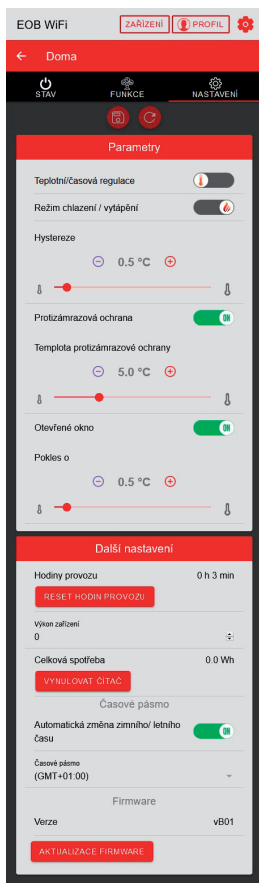 EOB WiFi ZAŘÍZENÍ PROFIL
← Doma
STAV FUNKCE NASTAVENÍ
Parametry
Teplotní/časová regulace
Režim chlazení / vytápění
Hystereze
0.5 °C
Protizámrazová ochrana ON
Templota protizámrazové ochrany
5.0 °C
Otevřené okno ON
Pokles o
0.5 °C
Další nastavení
Hodiny provozu 0 h 3 min
RESET HODIN PROVOZU
Výkon zařízení
0
Celková spotřeba 0.0 Wh
VYNULOVAT ČÍTAČ
Časové pásmo
Automatická změna zimního/ letního
času ON
Časové pásmo
(GMT+01:00)
Firmware
Verze vB01
AKTUALIZACE FIRMWARE